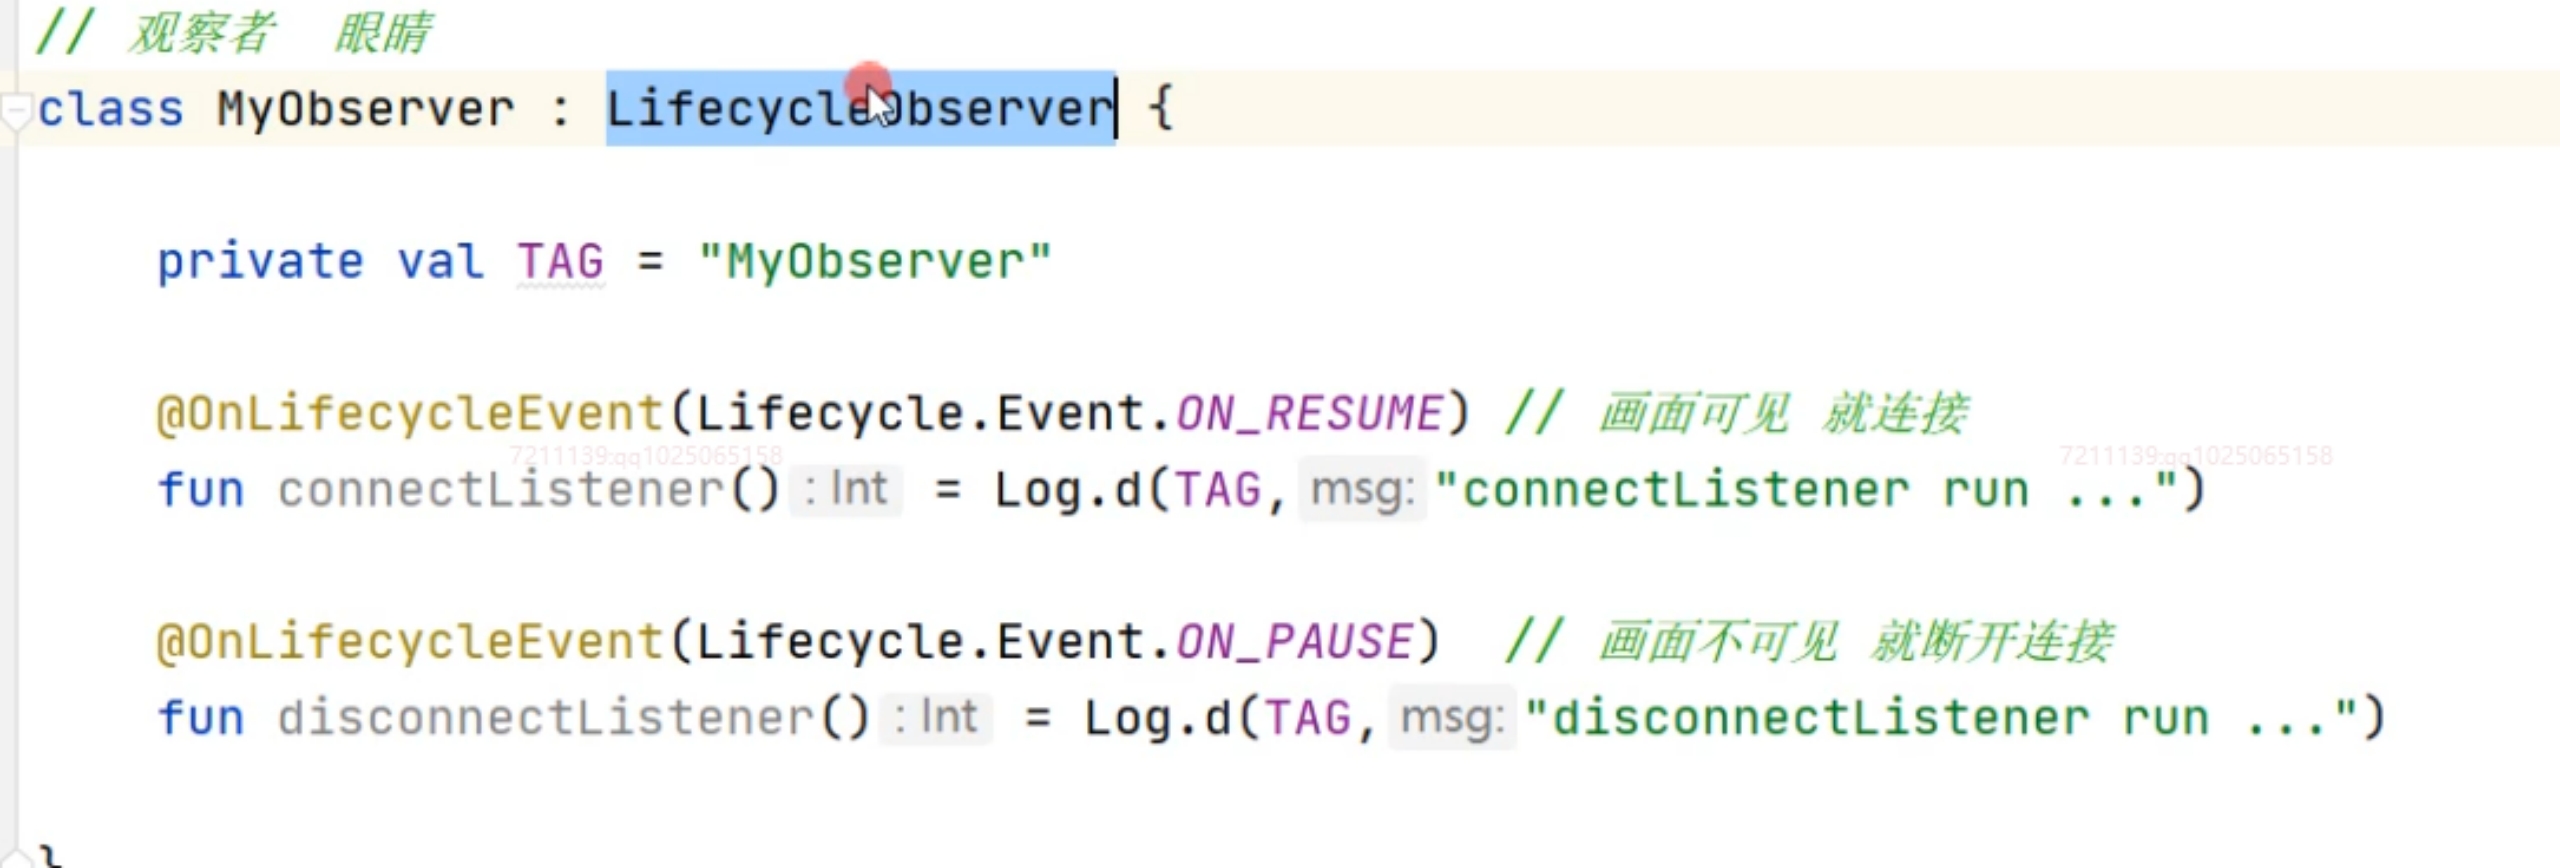 // 观察者  眼睛
class MyObserver : LifecycleObserver {
private val TAG = "MyObserver"
@OnLifecycleEvent(Lifecycle.Event.ON_RESUME) // 画面可见 就连接
7211139:qq1025065158 7211139:qq1025065158
fun connectListener() : Int = Log.d(TAG, msg: "connectListener run ...")
@OnLifecycleEvent(Lifecycle.Event.ON_PAUSE)  // 画面不可见 就断开连接
fun disconnectListener() : Int = Log.d(TAG, msg: "disconnectListener run ...")
}